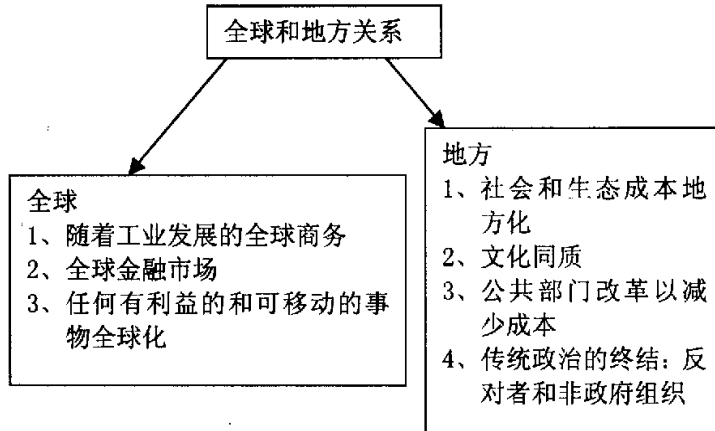 全球和地方关系
全球
1、随着工业发展的全球商务
2、全球金融市场
3、任何有利益的和可移动的事
物全球化
地方
1、社会和生态成本地
方化
2、文化同质
3、公共部门改革以减
少成本
4、传统政治的终结：反
对者和非政府组织